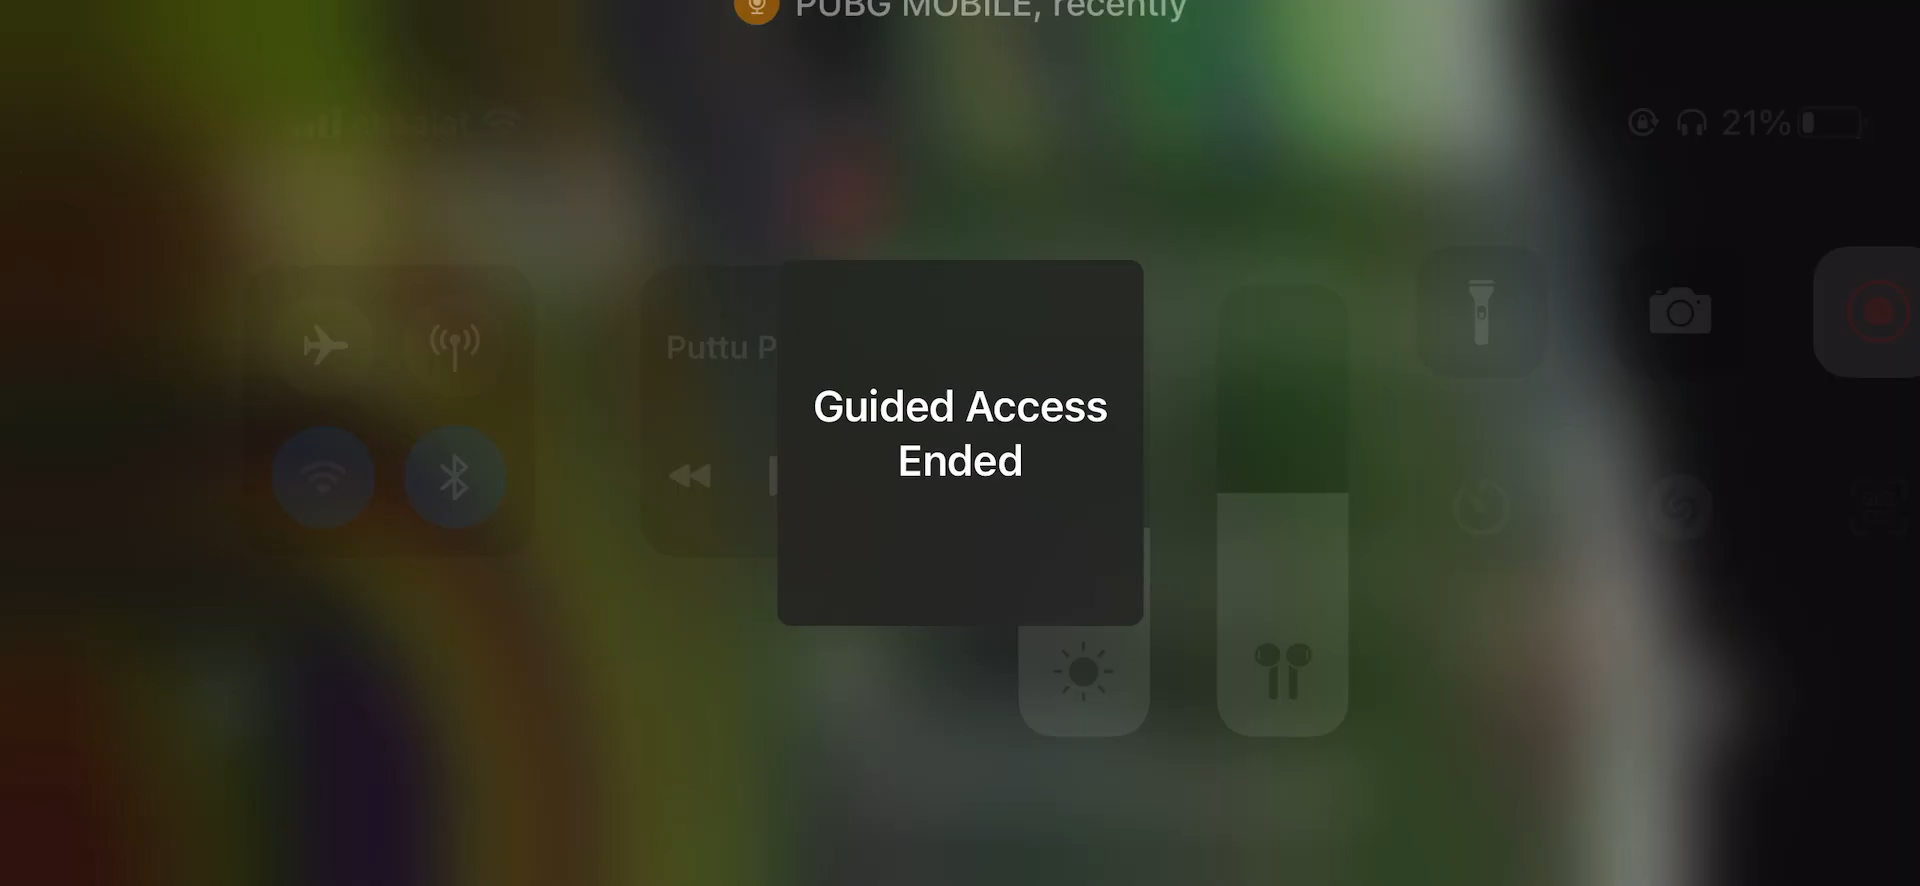 PUBG MOBILE, recently
21%
Puttu P
Guided Access
Ended